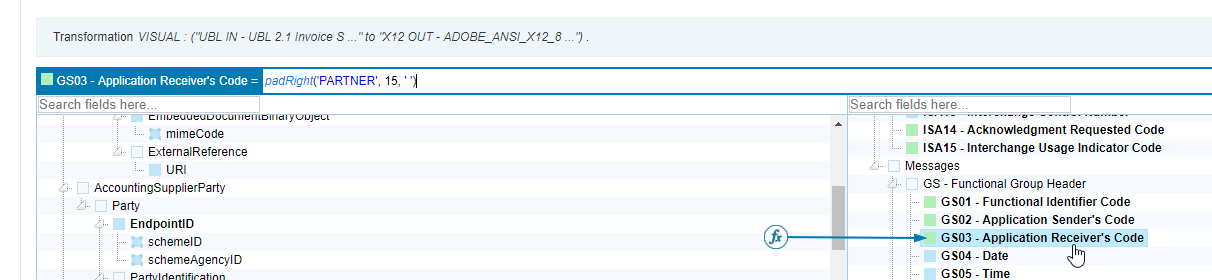 Transformation VISUAL : ("UBL IN - UBL 2.1 Invoice S ..." to "X12 OUT - ADOBE_ANSI_X12_8 ...") .
GS03 - Application Receiver's Code = padRight('PARTNER', 15, ' ')
Search fields here...
EmbeddedDocumentBinaryObject
mimeCode
ExternalReference
URI
AccountingSupplierParty
Party
EndpointID
schemeID
schemeAgencyID
PartyIdentification
fx
Search fields here...
ISA13 - Interchange Control Number
ISA14 - Acknowledgment Requested Code
ISA15 - Interchange Usage Indicator Code
Messages
GS - Functional Group Header
GS01 - Functional Identifier Code
GS02 - Application Sender's Code
GS03 - Application Receiver's Code
GS04 - Date
GS05 - Time